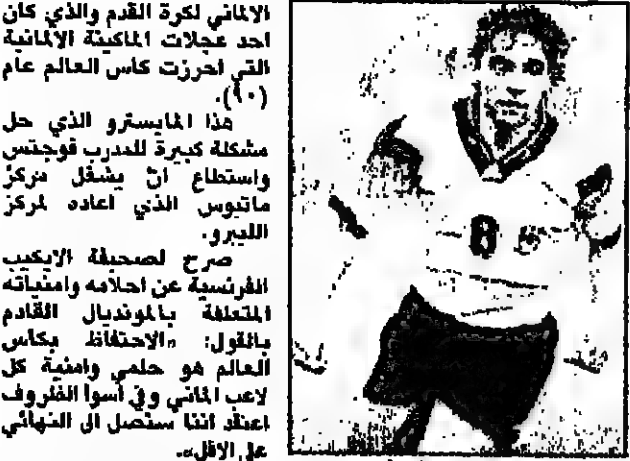 الالماني لكرة القدم والذي كان
احد عجلات الماكينة الالمانية
التي احرزت كاس العالم عام
(٩٠).
هذا المايسترو الذي حل
مشكلة كبيرة للمدرب فوجتس
واستطاع ان يشغل مركز
ماتيوس الذي اعاده لمركز
الليبرو.
صرح لصحيفة الايكيب
الفرنسية عن احلامه وامنياته
المتعلقة بالمونديال القادم
بالقول: «الاحتفاظ بكاس
العالم هو حلمي وامنية كل
لاعب الماني وفي أسوا الظروف
اعتقد اننا سنصل الى النهائي
على الاقل».
8